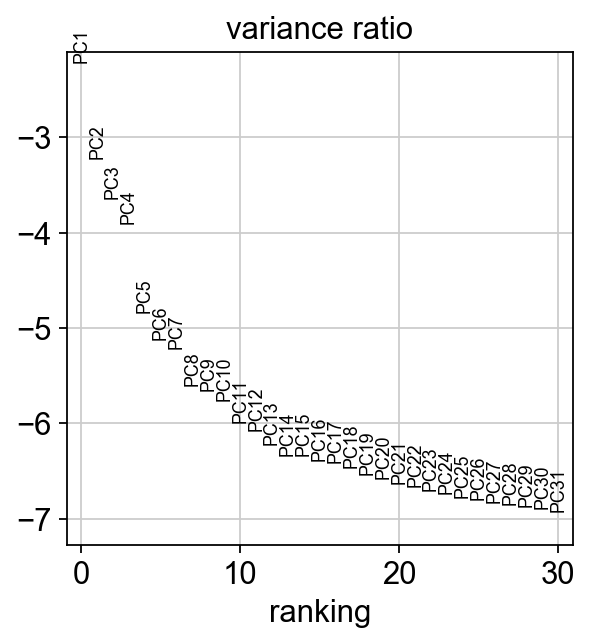 variance ratio
−3
−4
−5
−6
−7
PC1
PC2
PC3
PC4
PC5
PC6
PC7
PC8
PC9
PC10
PC11
PC12
PC13
PC14
PC15
PC16
PC17
PC18
PC19
PC20
PC21
PC22
PC23
PC24
PC25
PC26
PC27
PC28
PC29
PC30
PC31
0 10 20 30
ranking